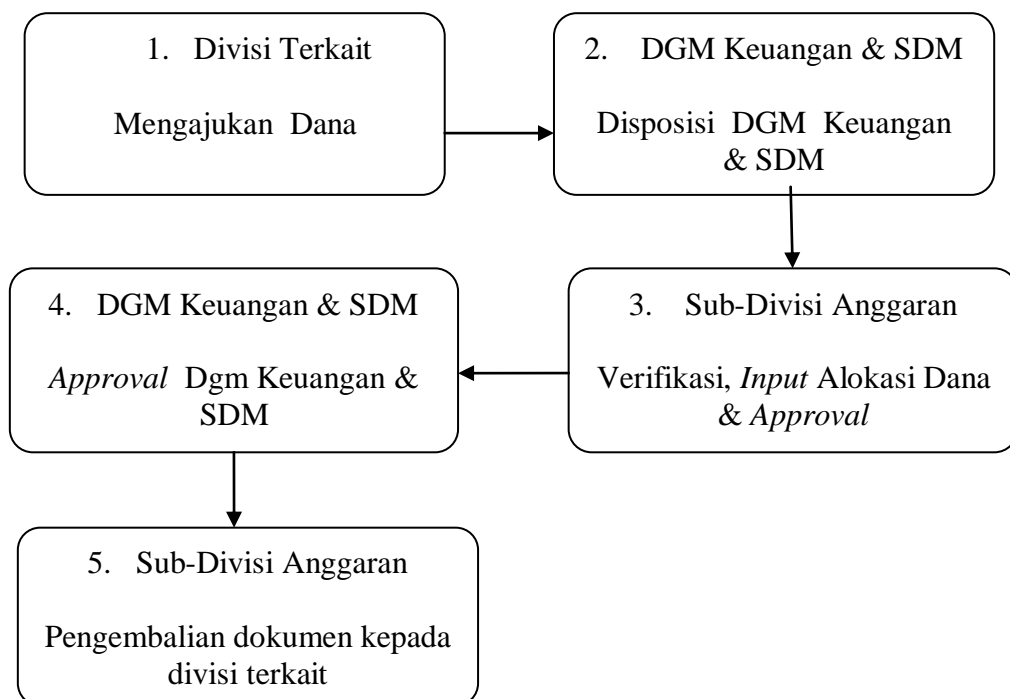 1. Divisi Terkait
Mengajukan Dana
2. DGM Keuangan & SDM
Disposisi DGM Keuangan
& SDM
3. Sub-Divisi Anggaran
Verifikasi, Input Alokasi Dana
& Approval
4. DGM Keuangan & SDM
Approval Dgm Keuangan &
SDM
5. Sub-Divisi Anggaran
Pengembalian dokumen kepada
divisi terkait